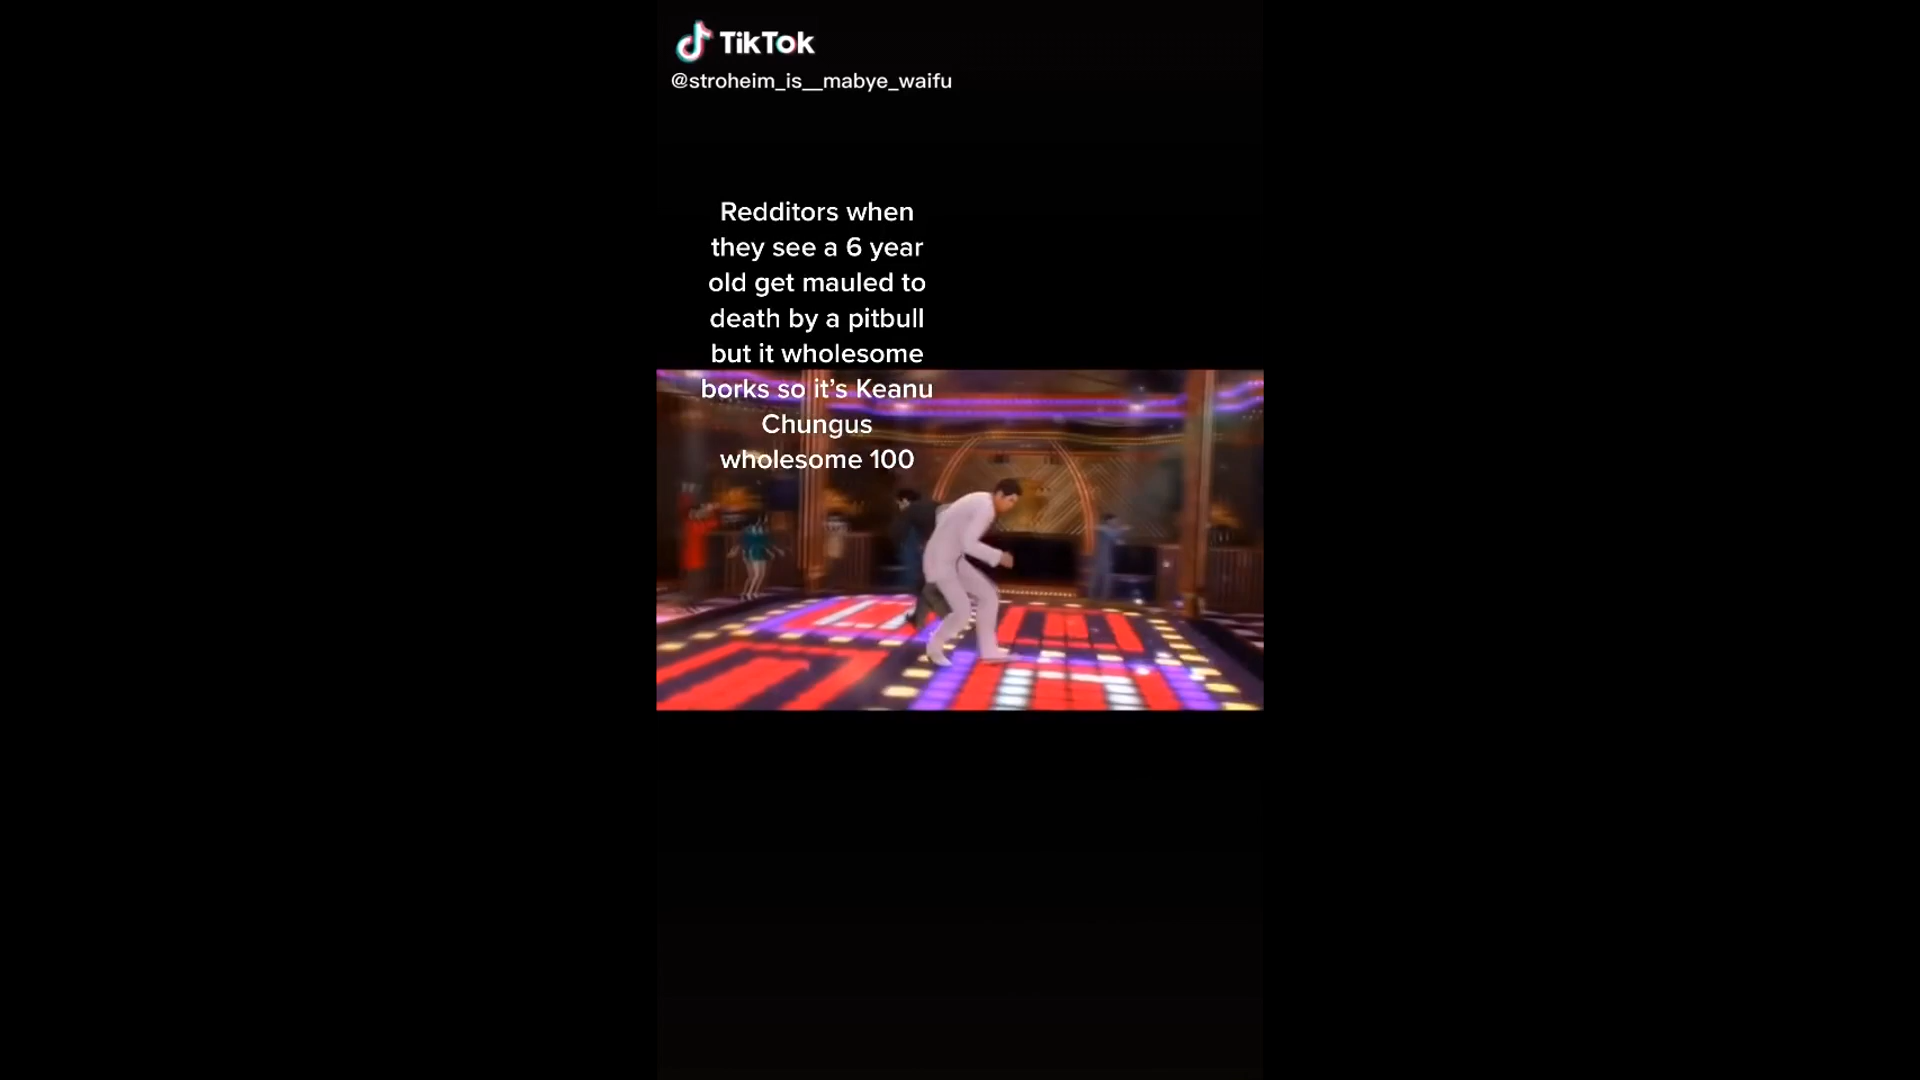 TikTok
@stroheim_is__mabye_waifu
Redditors when
they see a 6 year
old get mauled to
death by a pitbull
but it wholesome
borks so it’s Keanu
Chungus
wholesome 100